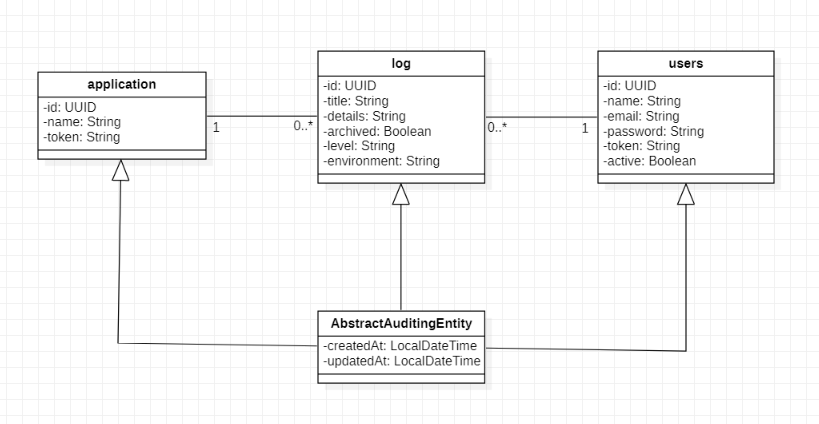 application
-id: UUID
-name: String
-token: String
1
0..*
log
-id: UUID
-title: String
-details: String
-archived: Boolean
-level: String
-environment: String
0..*
1
users
-id: UUID
-name: String
-email: String
-password: String
-token: String
-active: Boolean
AbstractAuditingEntity
-createdAt: LocalDateTime
-updatedAt: LocalDateTime